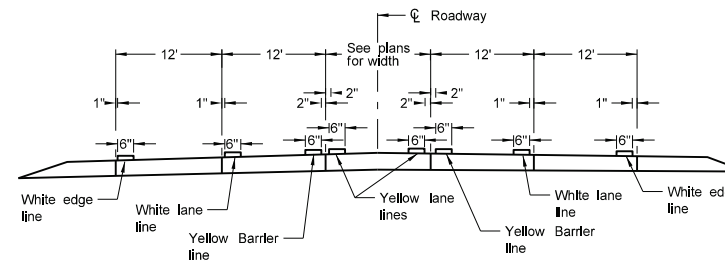 ℄ Roadway
12' 12' See plans 12' 12'
for width
2"
1" 1" 2" 2" 1" 1"
6" 6"
6" 6" 6" 6" 6" 6"
White edge White lane Yellow lane White lane White ed
line line lines line line
Yellow Barrier Yellow Barrier
line line